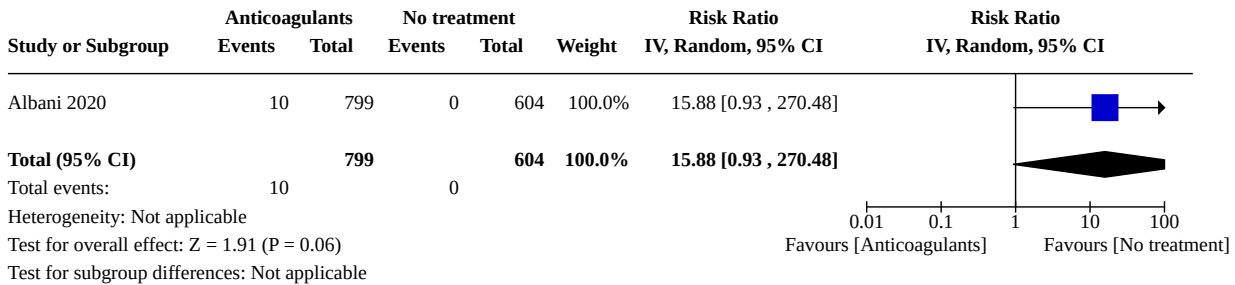 Anticoagulants No treatment Risk Ratio Risk Ratio
Study or Subgroup Events Total Events Total Weight IV, Random, 95% CI IV, Random, 95% CI
Albani 2020 10 799 0 604 100.0% 15.88 [0.93 , 270.48]
Total (95% CI) 799 604 100.0% 15.88 [0.93 , 270.48]
Total events: 10 0
Heterogeneity: Not applicable 0.01 0.1 1 10 100
Test for overall effect: Z = 1.91 (P = 0.06) Favours [Anticoagulants] Favours [No treatment]
Test for subgroup differences: Not applicable